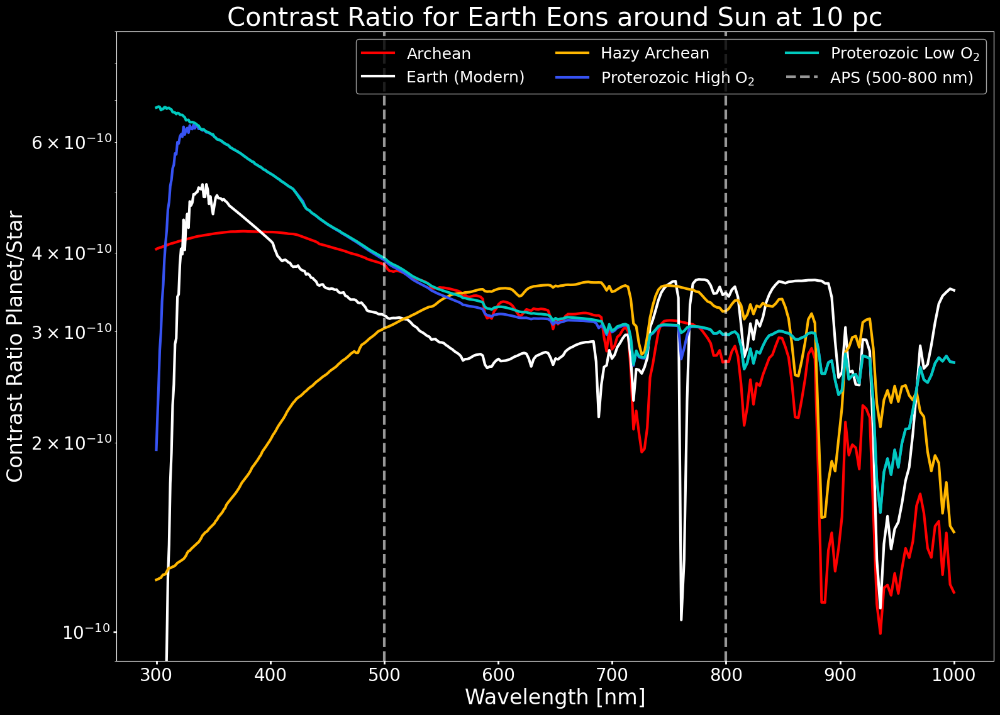 Contrast Ratio for Earth Eons around Sun at 10 pc
Archean
Earth (Modern)
Hazy Archean
Proterozoic High O₂
Proterozoic Low O₂
APS (500-800 nm)
Contrast Ratio Planet/Star
6 × 10⁻¹⁰
4 × 10⁻¹⁰
3 × 10⁻¹⁰
2 × 10⁻¹⁰
10⁻¹⁰
300 400 500 600 700 800 900 1000
Wavelength [nm]